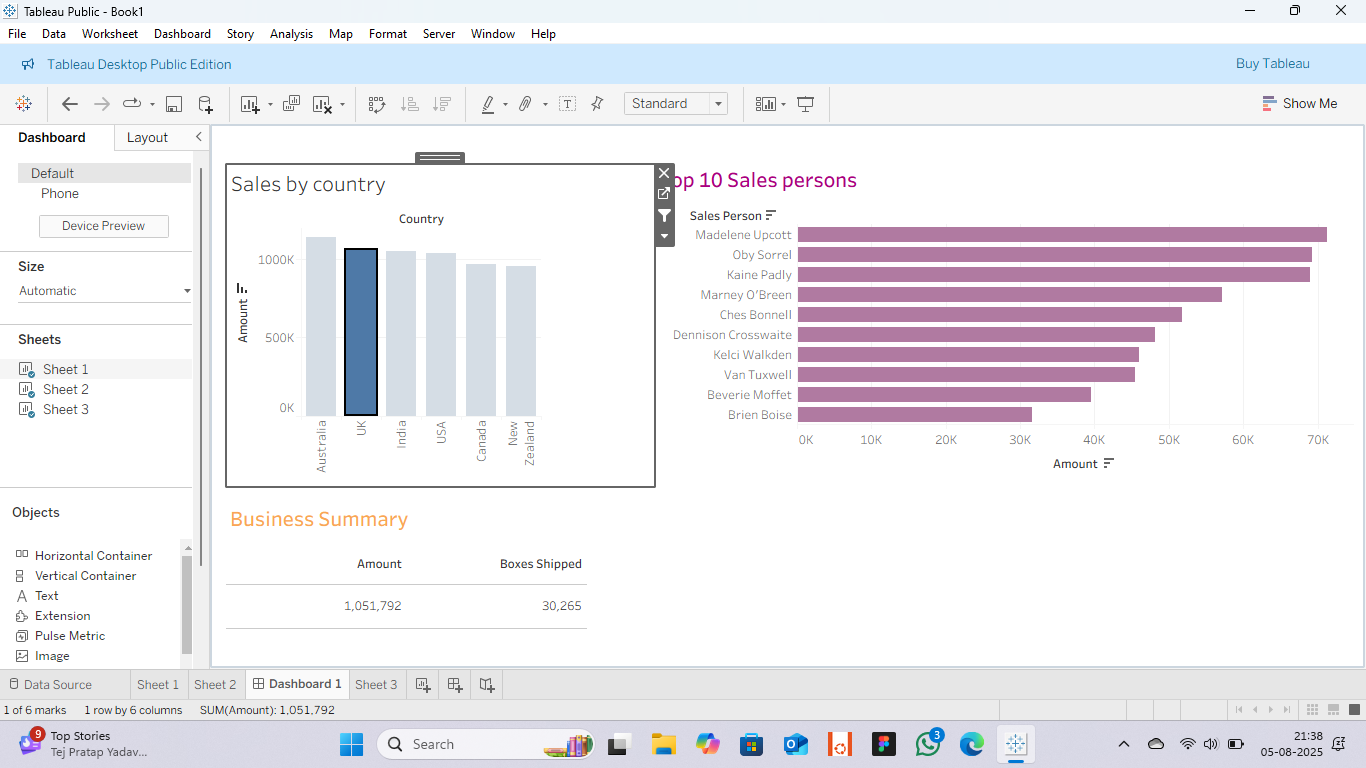 Tableau Public - Book1
File Data Worksheet Dashboard Story Analysis Map Format Server Window Help
Tableau Desktop Public Edition
Buy Tableau
Standard
Show Me
Dashboard
Layout
Default
Phone
Device Preview
Size
Automatic
Sheets
Sheet 1
Sheet 2
Sheet 3
Objects
Horizontal Container
Vertical Container
Text
Extension
Pulse Metric
Image
Sales by country
Country
Amount
1000K
500K
0K
Australia
UK
India
USA
Canada
New
Zealand
op 10 Sales persons
Sales Person
Madelene Upcott
Oby Sorrel
Kaine Padly
Marney O'Breen
Ches Bonnell
Dennison Crosswaite
Kelci Walkden
Van Tuxwell
Beverie Moffet
Brien Boise
0K 10K 20K 30K 40K 50K 60K 70K
Amount
Business Summary
Amount Boxes Shipped
1,051,792 30,265
Data Source Sheet 1 Sheet 2 Dashboard 1 Sheet 3
1 of 6 marks 1 row by 6 columns SUM(Amount): 1,051,792
9
Top Stories
Tej Pratap Yadav...
Search
3
21:38
05-08-2025